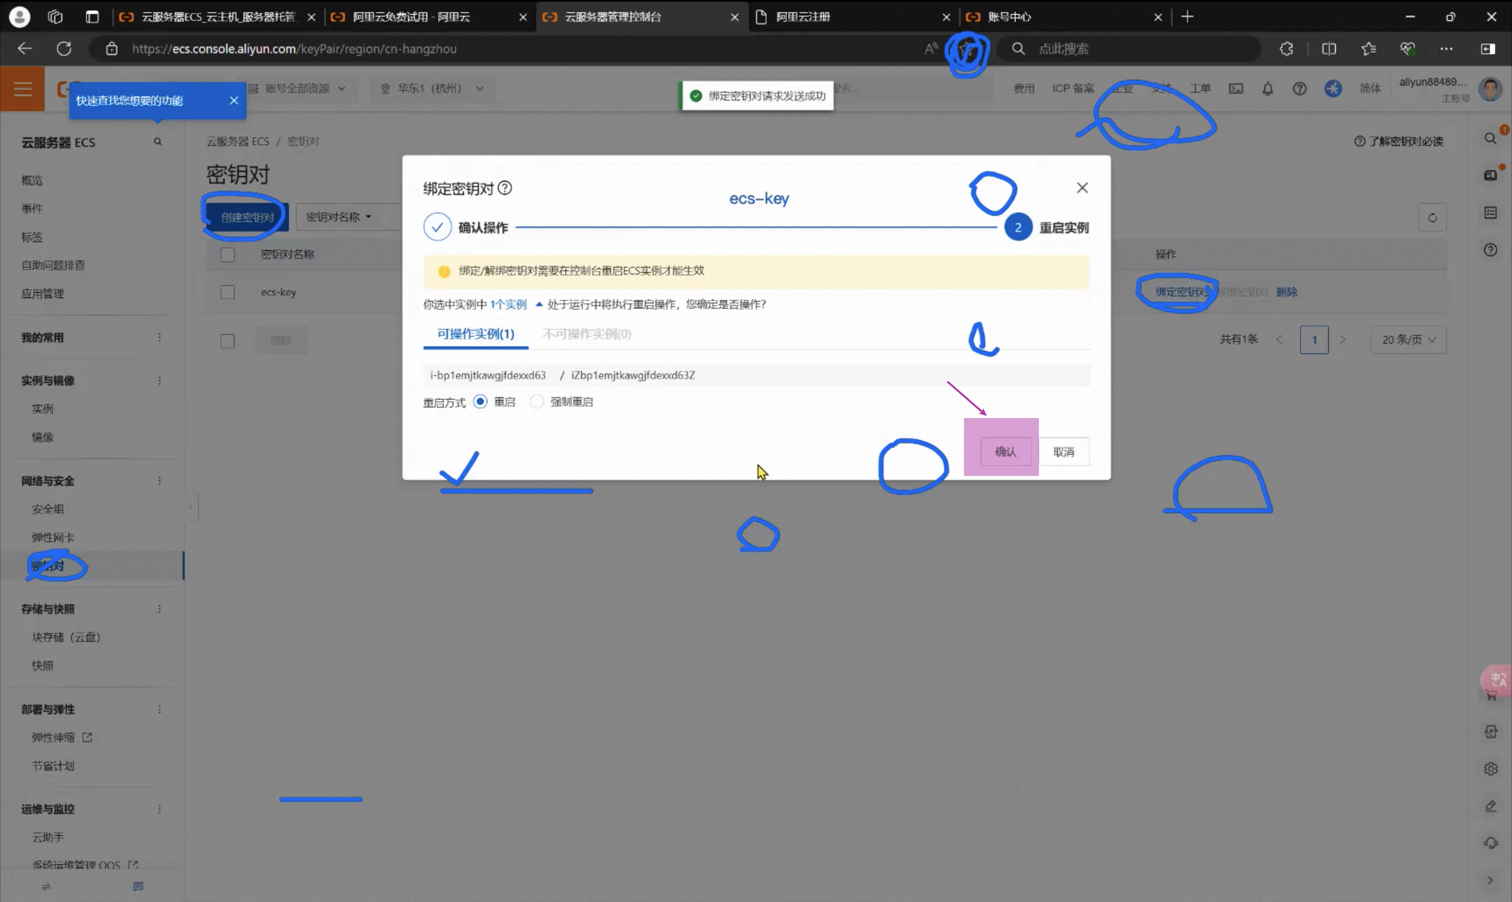 云服务器ECS_云主机_服务器托管
阿里云免费试用 - 阿里云
云服务器管理控制台
阿里云注册
账号中心
https://ecs.console.aliyun.com/keyPair/region/cn-hangzhou
点此搜索
快速查找您想要的功能
账号全部资源
华东1（杭州）
绑定密钥对请求发送成功
索...
费用
ICP 备案
企业
支持
工单
简体
aliyun88489...
主账号
云服务器 ECS
云服务器 ECS / 密钥对
了解密钥对必读
概览
事件
标签
自助问题排查
应用管理
我的常用
实例与镜像
实例
镜像
网络与安全
安全组
弹性网卡
密钥对
存储与快照
块存储（云盘）
快照
部署与弹性
弹性伸缩
节省计划
运维与监控
云助手
系统运维管理 OOS
密钥对
创建密钥对
密钥对名称
密钥对名称
操作
ecs-key
绑定密钥对
解绑密钥对
删除
删除
共有1条
1
20 条/页
绑定密钥对
ecs-key
确认操作
2
重启实例
绑定/解绑密钥对需要在控制台重启ECS实例才能生效
你选中实例中 1个实例 处于运行中将执行重启操作，您确定是否操作?
可操作实例(1)
不可操作实例(0)
i-bp1emjtkawgjfdexxd63 / iZbp1emjtkawgjfdexxd63Z
重启方式
重启
强制重启
确认
取消